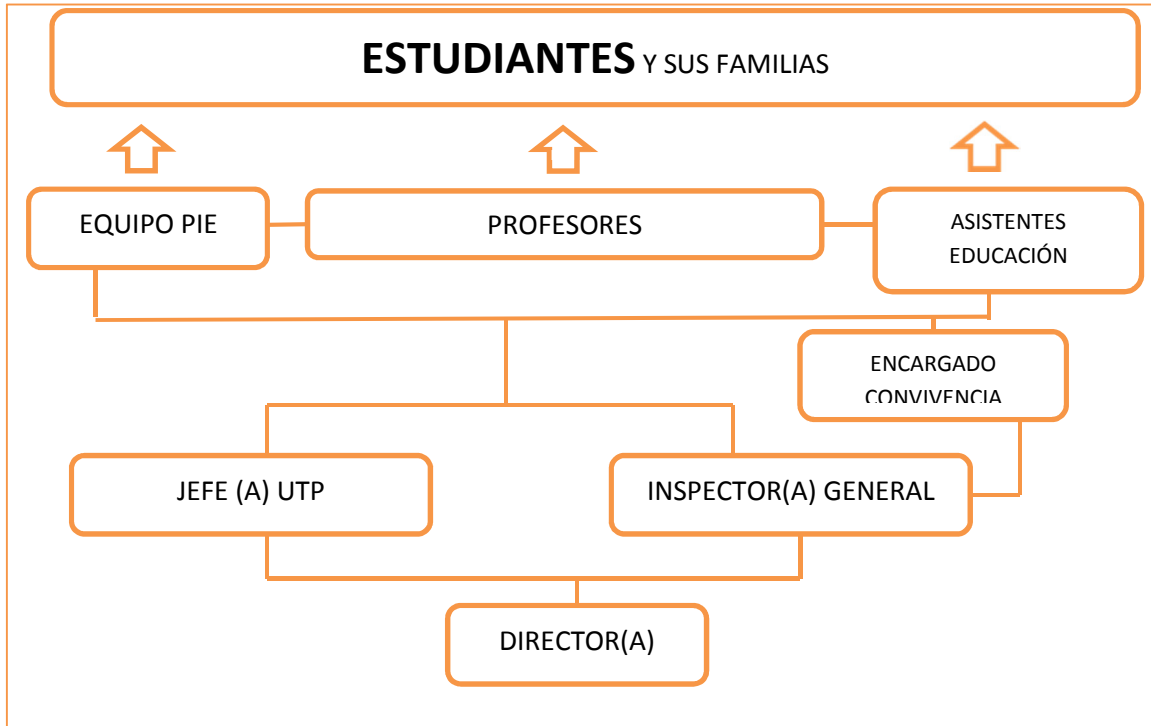 ESTUDIANTES Y SUS FAMILIAS
EQUIPO PIE
PROFESORES
ASISTENTES
EDUCACIÓN
ENCARGADO
CONVIVENCIA
JEFE (A) UTP
INSPECTOR(A) GENERAL
DIRECTOR(A)